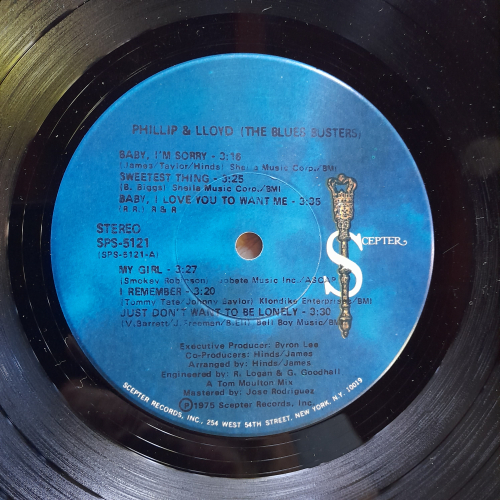 PHILLIP & LLOYD (THE BLUES BUSTERS)
BABY, I'M SORRY - 3:16
(James Taylor/Hinds) Sheila Music Corp./BMI
SWEETEST THING - 3:25
(B. Biggs) Sheila Music Corp./BMI
BABY, I LOVE YOU TO WANT ME - 3:35
STEREO
SPS-5121
(SPS-5121-A)
SCEPTER
MY GIRL - 3:27
(Smokey Robinson) Jobete Music Inc./ASCAP
I REMEMBER - 3:20
(Tommy Tate/Johnny Taylor) Klondike Enterprises/BMI
JUST DON'T WANT TO BE LONELY - 3:30
(V. Barrett/J. Freeman/B. Eli) Bell Boy Music/BMI
Executive Producer: Byron Lee
Co-Producers: Hinds/James
Arranged by: Hinds/James
Engineered by: R. Logan & G. Goodhell
A Tom Moulton Mix
Mastered by: Jose Rodriguez
℗ 1975 Scepter Records, Inc.
SCEPTER RECORDS, INC., 254 WEST 54TH STREET, NEW YORK, N.Y. 10019